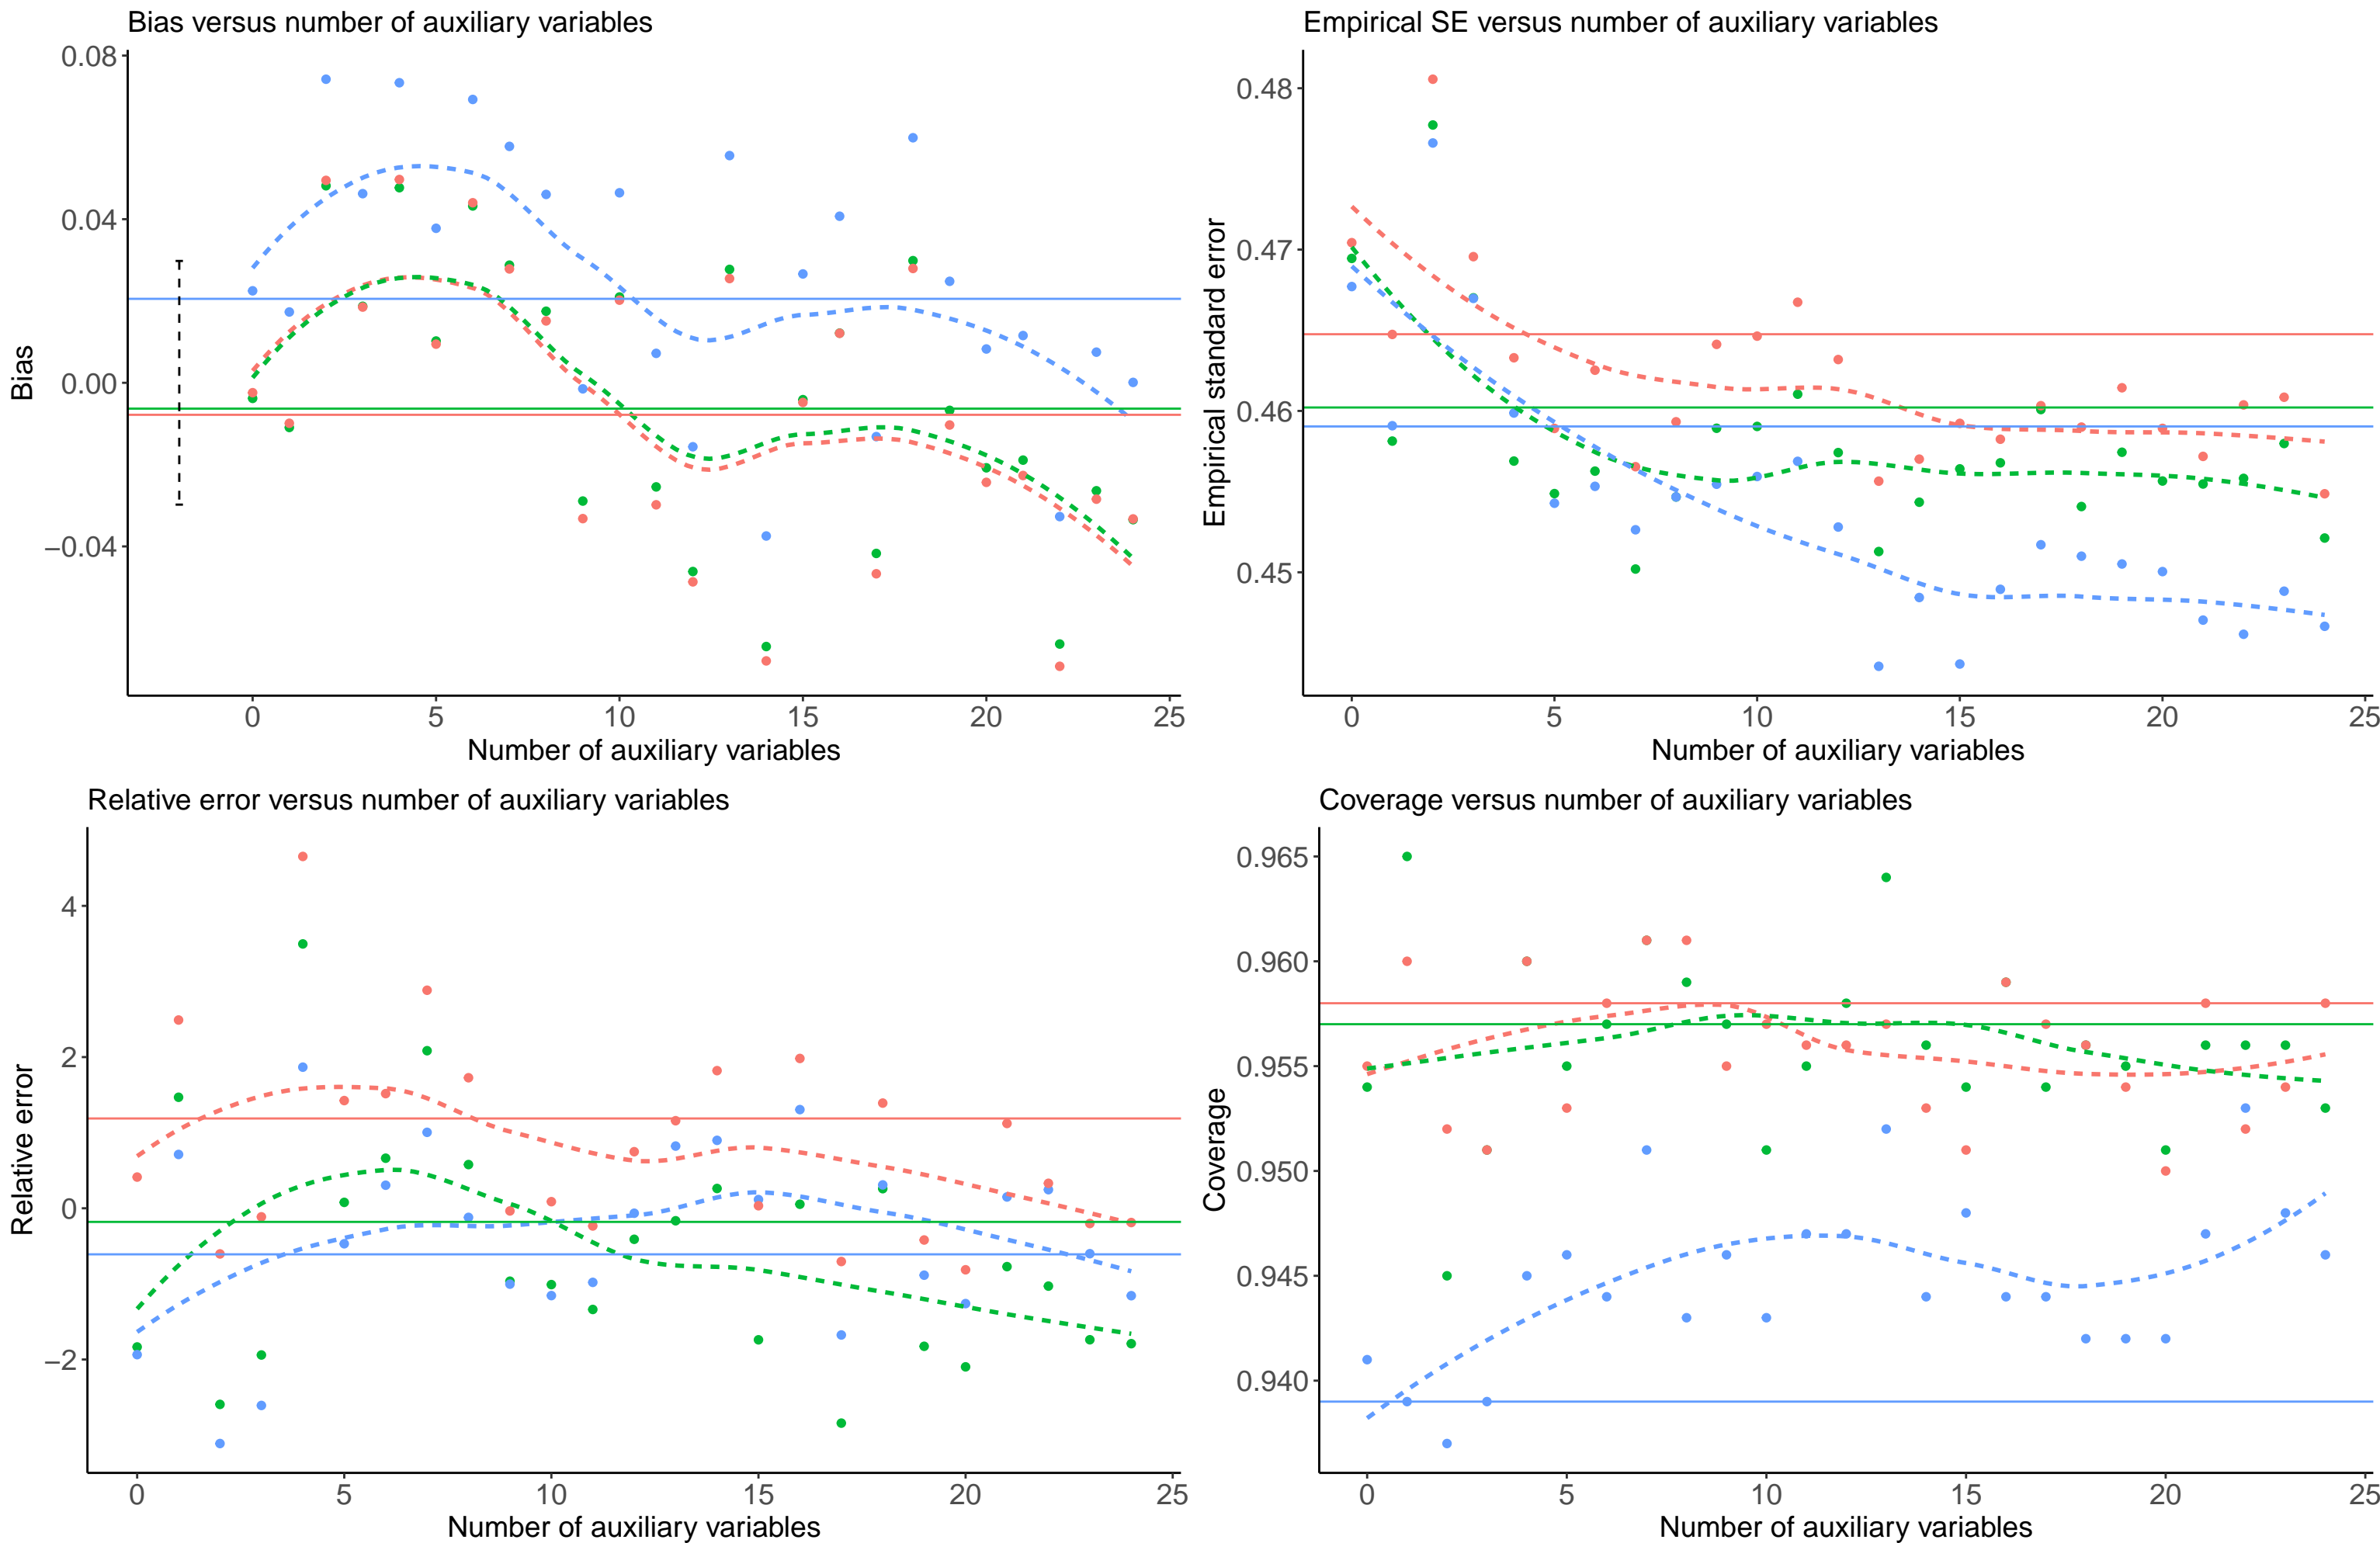 Bias versus number of auxiliary variables
0.08
0.04
0.00
−0.04
Bias
0 5 10 15 20 25
Number of auxiliary variables
Empirical SE versus number of auxiliary variables
0.48
0.47
0.46
0.45
Empirical standard error
0 5 10 15 20 25
Number of auxiliary variables
Relative error versus number of auxiliary variables
4
2
0
−2
Relative error
0 5 10 15 20 25
Number of auxiliary variables
Coverage versus number of auxiliary variables
0.965
0.960
0.955
0.950
0.945
0.940
Coverage
0 5 10 15 20 25
Number of auxiliary variables